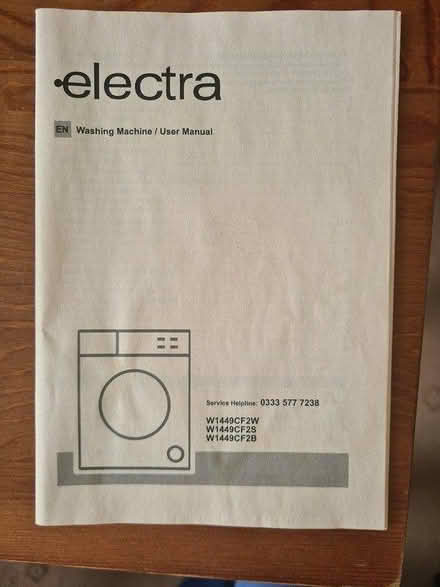 electra
EN Washing Machine / User Manual
Service Helpline: 0333 577 7238
W1449CF2W
W1449CF2S
W1449CF2B